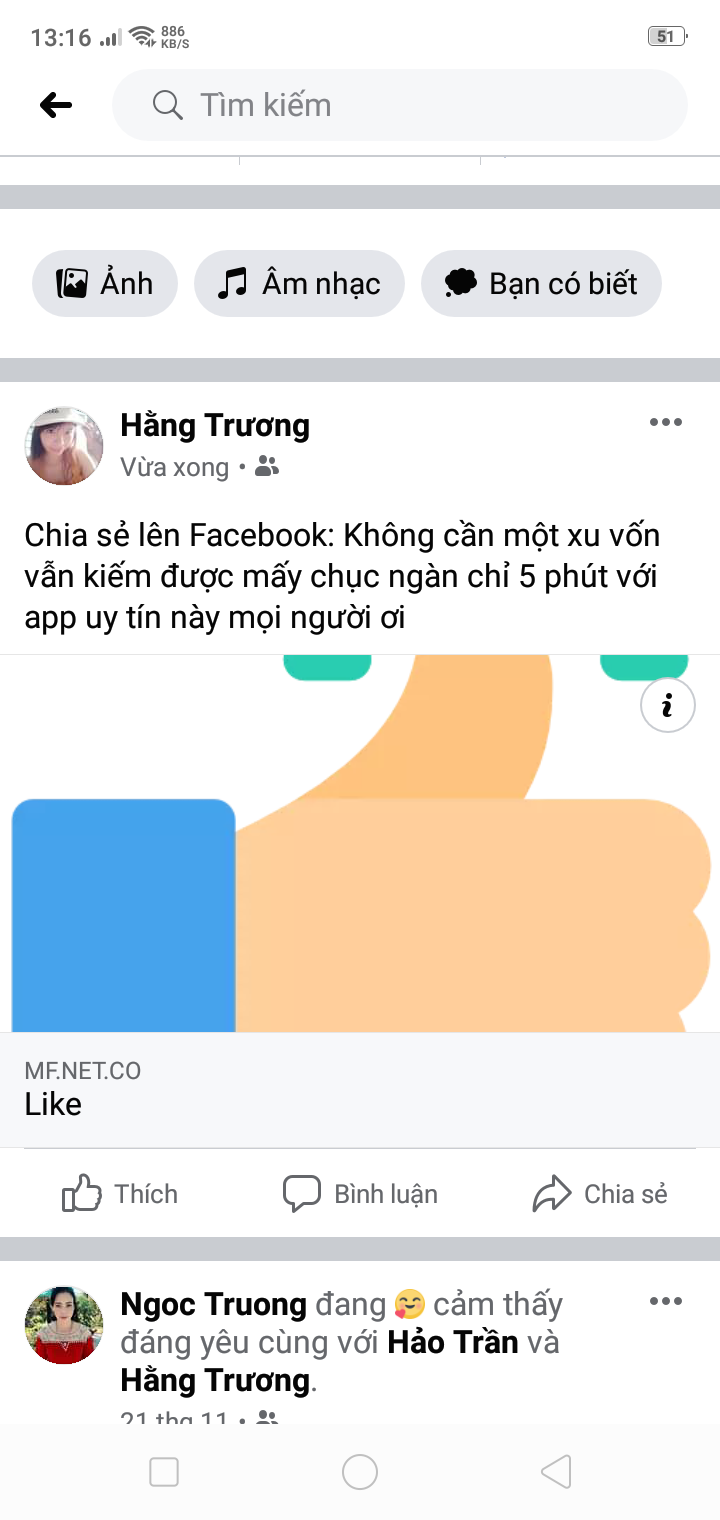 13:16 886 KB/S 51
Tìm kiếm
Ảnh Âm nhạc Bạn có biết
Hằng Trương
Vừa xong
Chia sẻ lên Facebook: Không cần một xu vốn
vẫn kiếm được mấy chục ngàn chỉ 5 phút với
app uy tín này mọi người ơi
MF.NET.CO
Like
Thích Bình luận Chia sẻ
Ngoc Truong đang 🥰 cảm thấy
đáng yêu cùng với Hảo Trần và
Hằng Trương.
21 thg 11